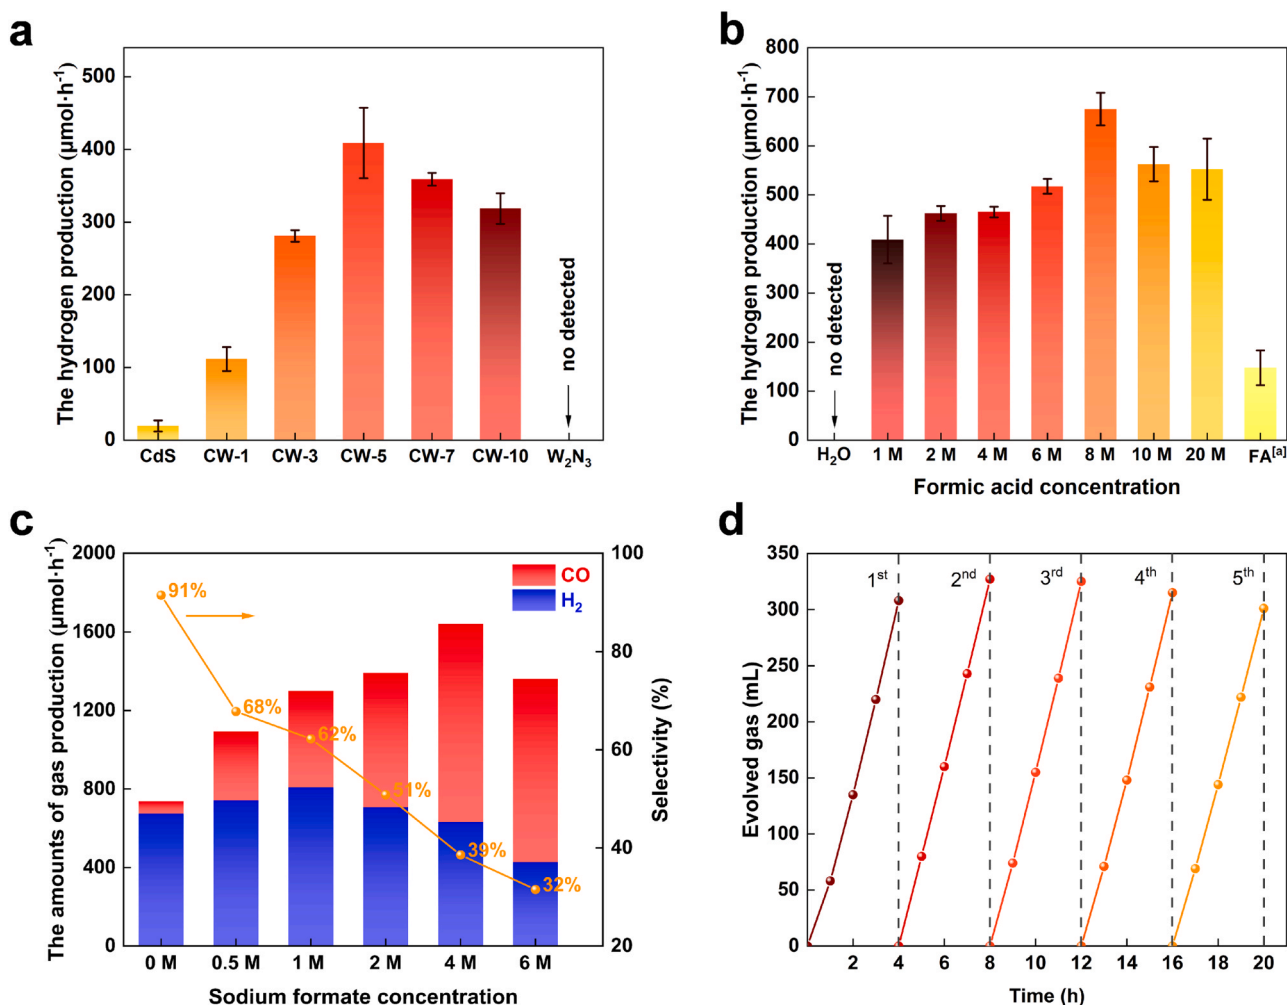 a
The hydrogen production (μmol·h⁻¹)
500
400
300
200
100
0
no detected
CdS CW-1 CW-3 CW-5 CW-7 CW-10 W₂N₃
b
The hydrogen production (μmol·h⁻¹)
800
700
600
500
400
300
200
100
0
no detected
H₂O 1 M 2 M 4 M 6 M 8 M 10 M 20 M FA[a]
Formic acid concentration
c
The amounts of gas production (μmol·h⁻¹)
2000
1600
1200
800
400
0
CO
H₂
91%
68%
62%
51%
39%
32%
100
80
60
40
20
Selectivity (%)
0 M 0.5 M 1 M 2 M 4 M 6 M
Sodium formate concentration
d
Evolved gas (mL)
350
300
250
200
150
100
50
0
1st 2nd 3rd 4th 5th
2 4 6 8 10 12 14 16 18 20
Time (h)